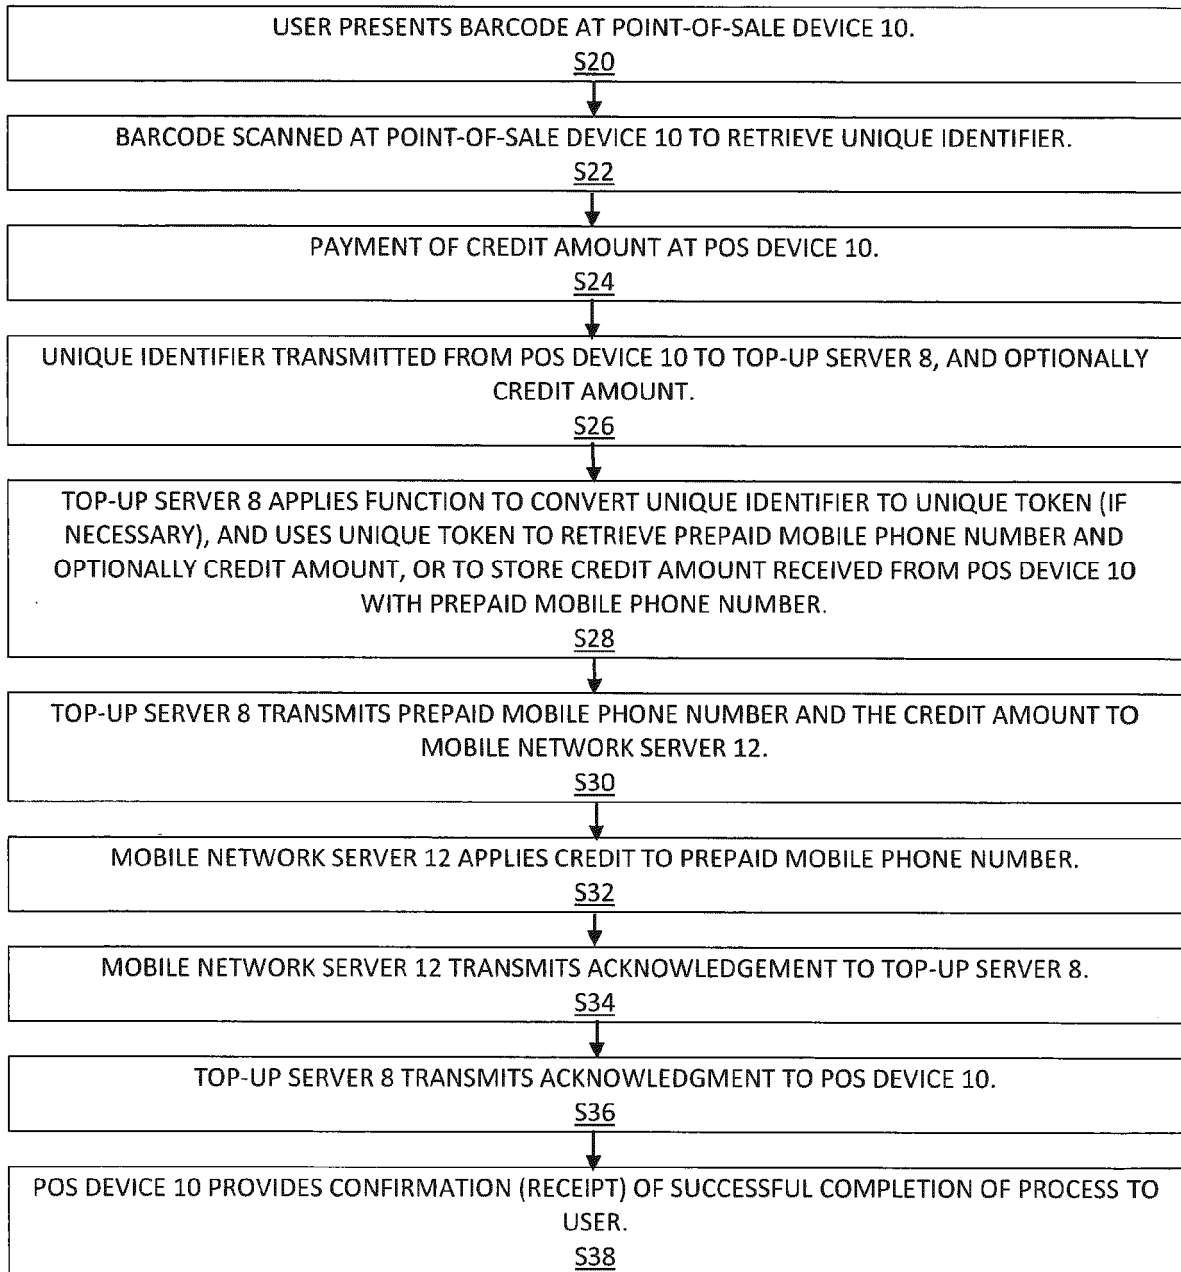 USER PRESENTS BARCODE AT POINT-OF-SALE DEVICE 10.
S20
BARCODE SCANNED AT POINT-OF-SALE DEVICE 10 TO RETRIEVE UNIQUE IDENTIFIER.
S22
PAYMENT OF CREDIT AMOUNT AT POS DEVICE 10.
S24
UNIQUE IDENTIFIER TRANSMITTED FROM POS DEVICE 10 TO TOP-UP SERVER 8, AND OPTIONALLY
CREDIT AMOUNT.
S26
TOP-UP SERVER 8 APPLIES FUNCTION TO CONVERT UNIQUE IDENTIFIER TO UNIQUE TOKEN (IF
NECESSARY), AND USES UNIQUE TOKEN TO RETRIEVE PREPAID MOBILE PHONE NUMBER AND
OPTIONALLY CREDIT AMOUNT, OR TO STORE CREDIT AMOUNT RECEIVED FROM POS DEVICE 10
WITH PREPAID MOBILE PHONE NUMBER.
S28
TOP-UP SERVER 8 TRANSMITS PREPAID MOBILE PHONE NUMBER AND THE CREDIT AMOUNT TO
MOBILE NETWORK SERVER 12.
S30
MOBILE NETWORK SERVER 12 APPLIES CREDIT TO PREPAID MOBILE PHONE NUMBER.
S32
MOBILE NETWORK SERVER 12 TRANSMITS ACKNOWLEDGEMENT TO TOP-UP SERVER 8.
S34
TOP-UP SERVER 8 TRANSMITS ACKNOWLEDGMENT TO POS DEVICE 10.
S36
POS DEVICE 10 PROVIDES CONFIRMATION (RECEIPT) OF SUCCESSFUL COMPLETION OF PROCESS TO
USER.
S38